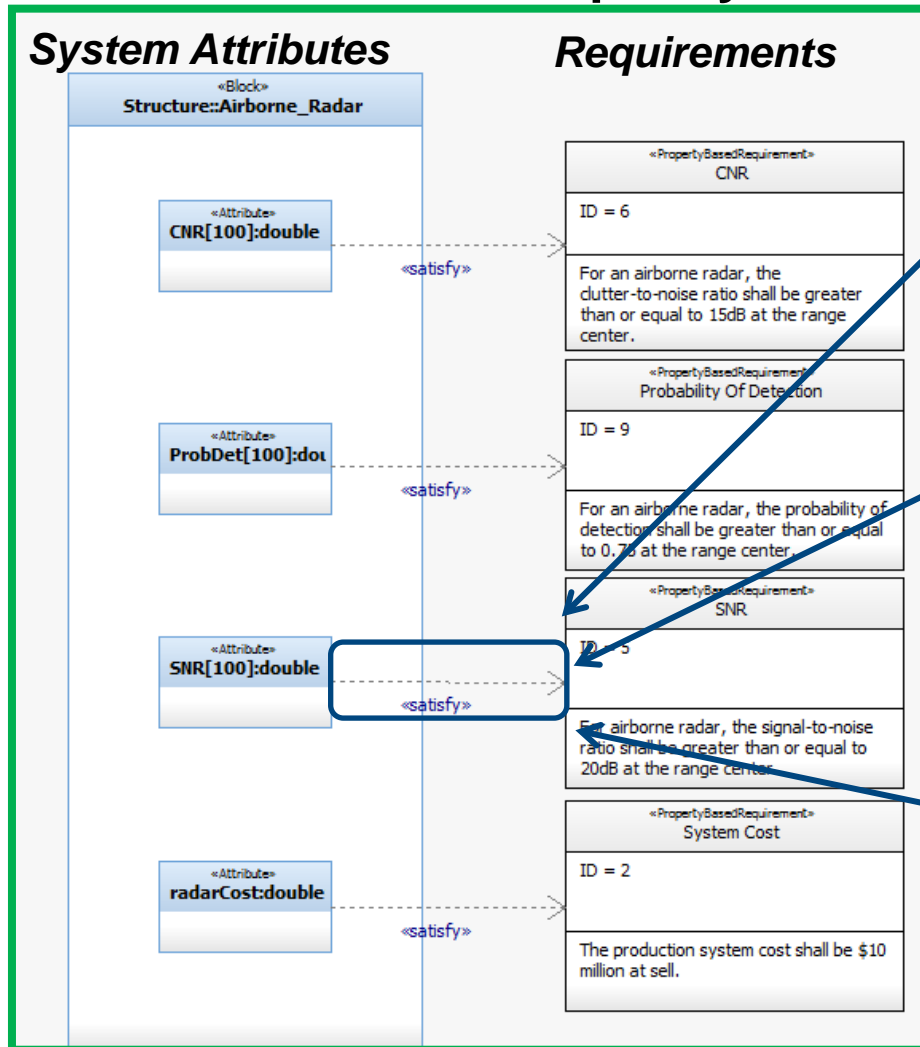 System Attributes
Requirements
«Block»
Structure::Airborne_Radar
«PropertyBasedRequirement»
CNR
ID = 6
For an airborne radar, the
clutter-to-noise ratio shall be greater
than or equal to 15dB at the range
center.
«Attribute»
CNR[100]:double
«satisfy»
«PropertyBasedRequirement»
Probability Of Detection
ID = 9
For an airborne radar, the probability of
detection shall be greater than or equal
to at the range center.
«Attribute»
ProbDet[100]:dou
«satisfy»
«PropertyBasedRequirement»
SNR
ID = 5
For airborne radar, the signal-to-noise
ratio shall be greater than or equal to
20dB at the range center.
«Attribute»
SNR[100]:double
«satisfy»
«PropertyBasedRequirement»
System Cost
ID = 2
The production system cost shall be $10
million at sell.
«Attribute»
radarCost:double
«satisfy»